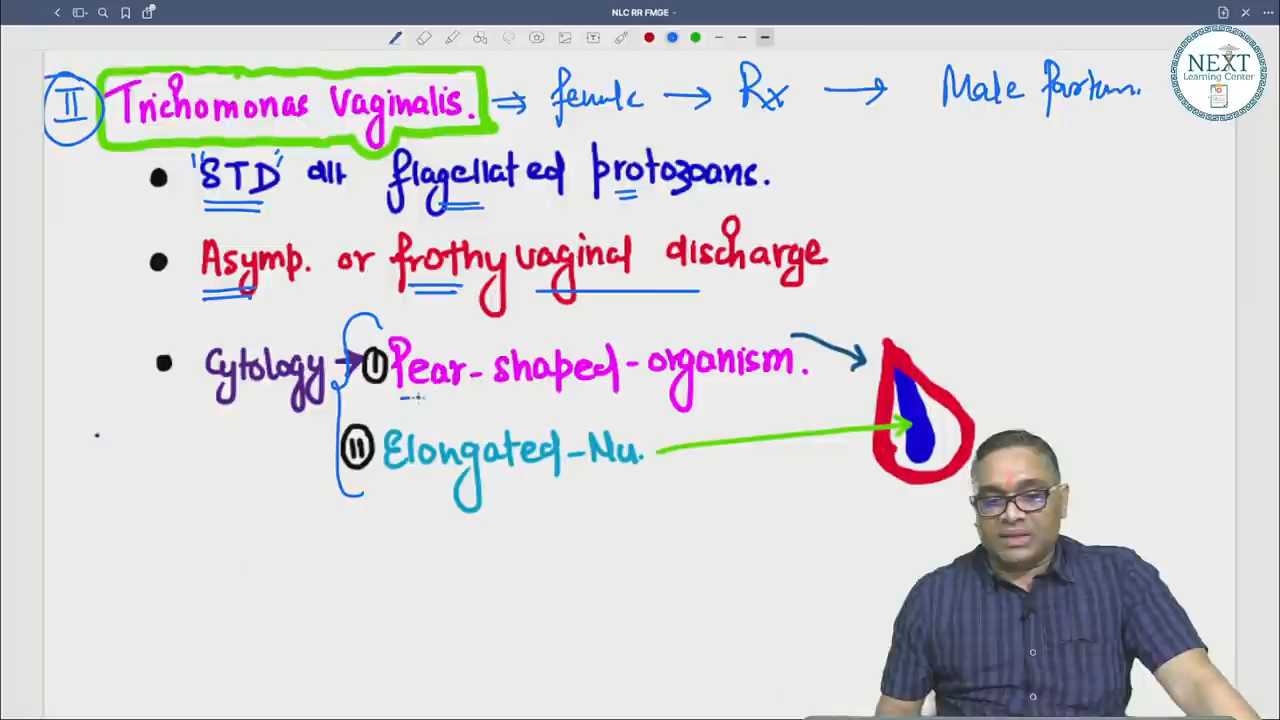 NLC RR FMGE
NEXT
Learning Center
II Trichomonas Vaginalis. ⇒ female → Rx → Male Partner.
• "STD" d/t flagellated protozoans.
• Asymp. or frothy vaginal discharge
• Cytology → I Pear-shaped-organism.
II Elongated-Nu.